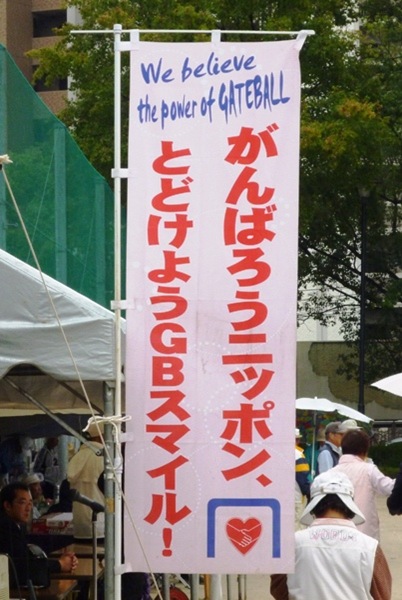 We believe
the power of GATEBALL
がんばろうニッポン、
とどけようGBスマイル!